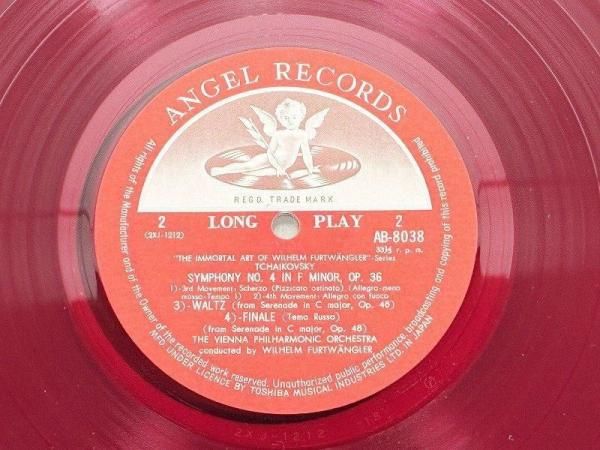 ANGEL RECORDS
REGD. TRADE MARK
2 LONG PLAY 2
(2XJ-1212) AB-8038
33⅓ r. p. m.
"THE IMMORTAL ART OF WILHELM FURTWÄNGLER"-Series
TCHAIKOVSKY
SYMPHONY NO. 4 IN F MINOR, OP. 36
1)-3rd Movement: Scherzo (Pizzicato ostinato) (Allegro-meno
mosso-Tempo 1) 2)-4th Movement: Allegro con fuoco
3)-WALTZ (from Serenade in C major, Op. 48)
4)-FINALE (Tema Russo)
(from Serenade in C major, Op. 48)
THE VIENNA PHILHARMONIC ORCHESTRA
conducted by WILHELM FURTWÄNGLER
All rights of the Manufacturer and of the Owner of the recorded work reserved. Unauthorized public performance broadcasting and copying of this record prohibited
MFD. UNDER LICENCE BY TOSHIBA MUSICAL INDUSTRIES LTD. IN JAPAN
2XJ-1212